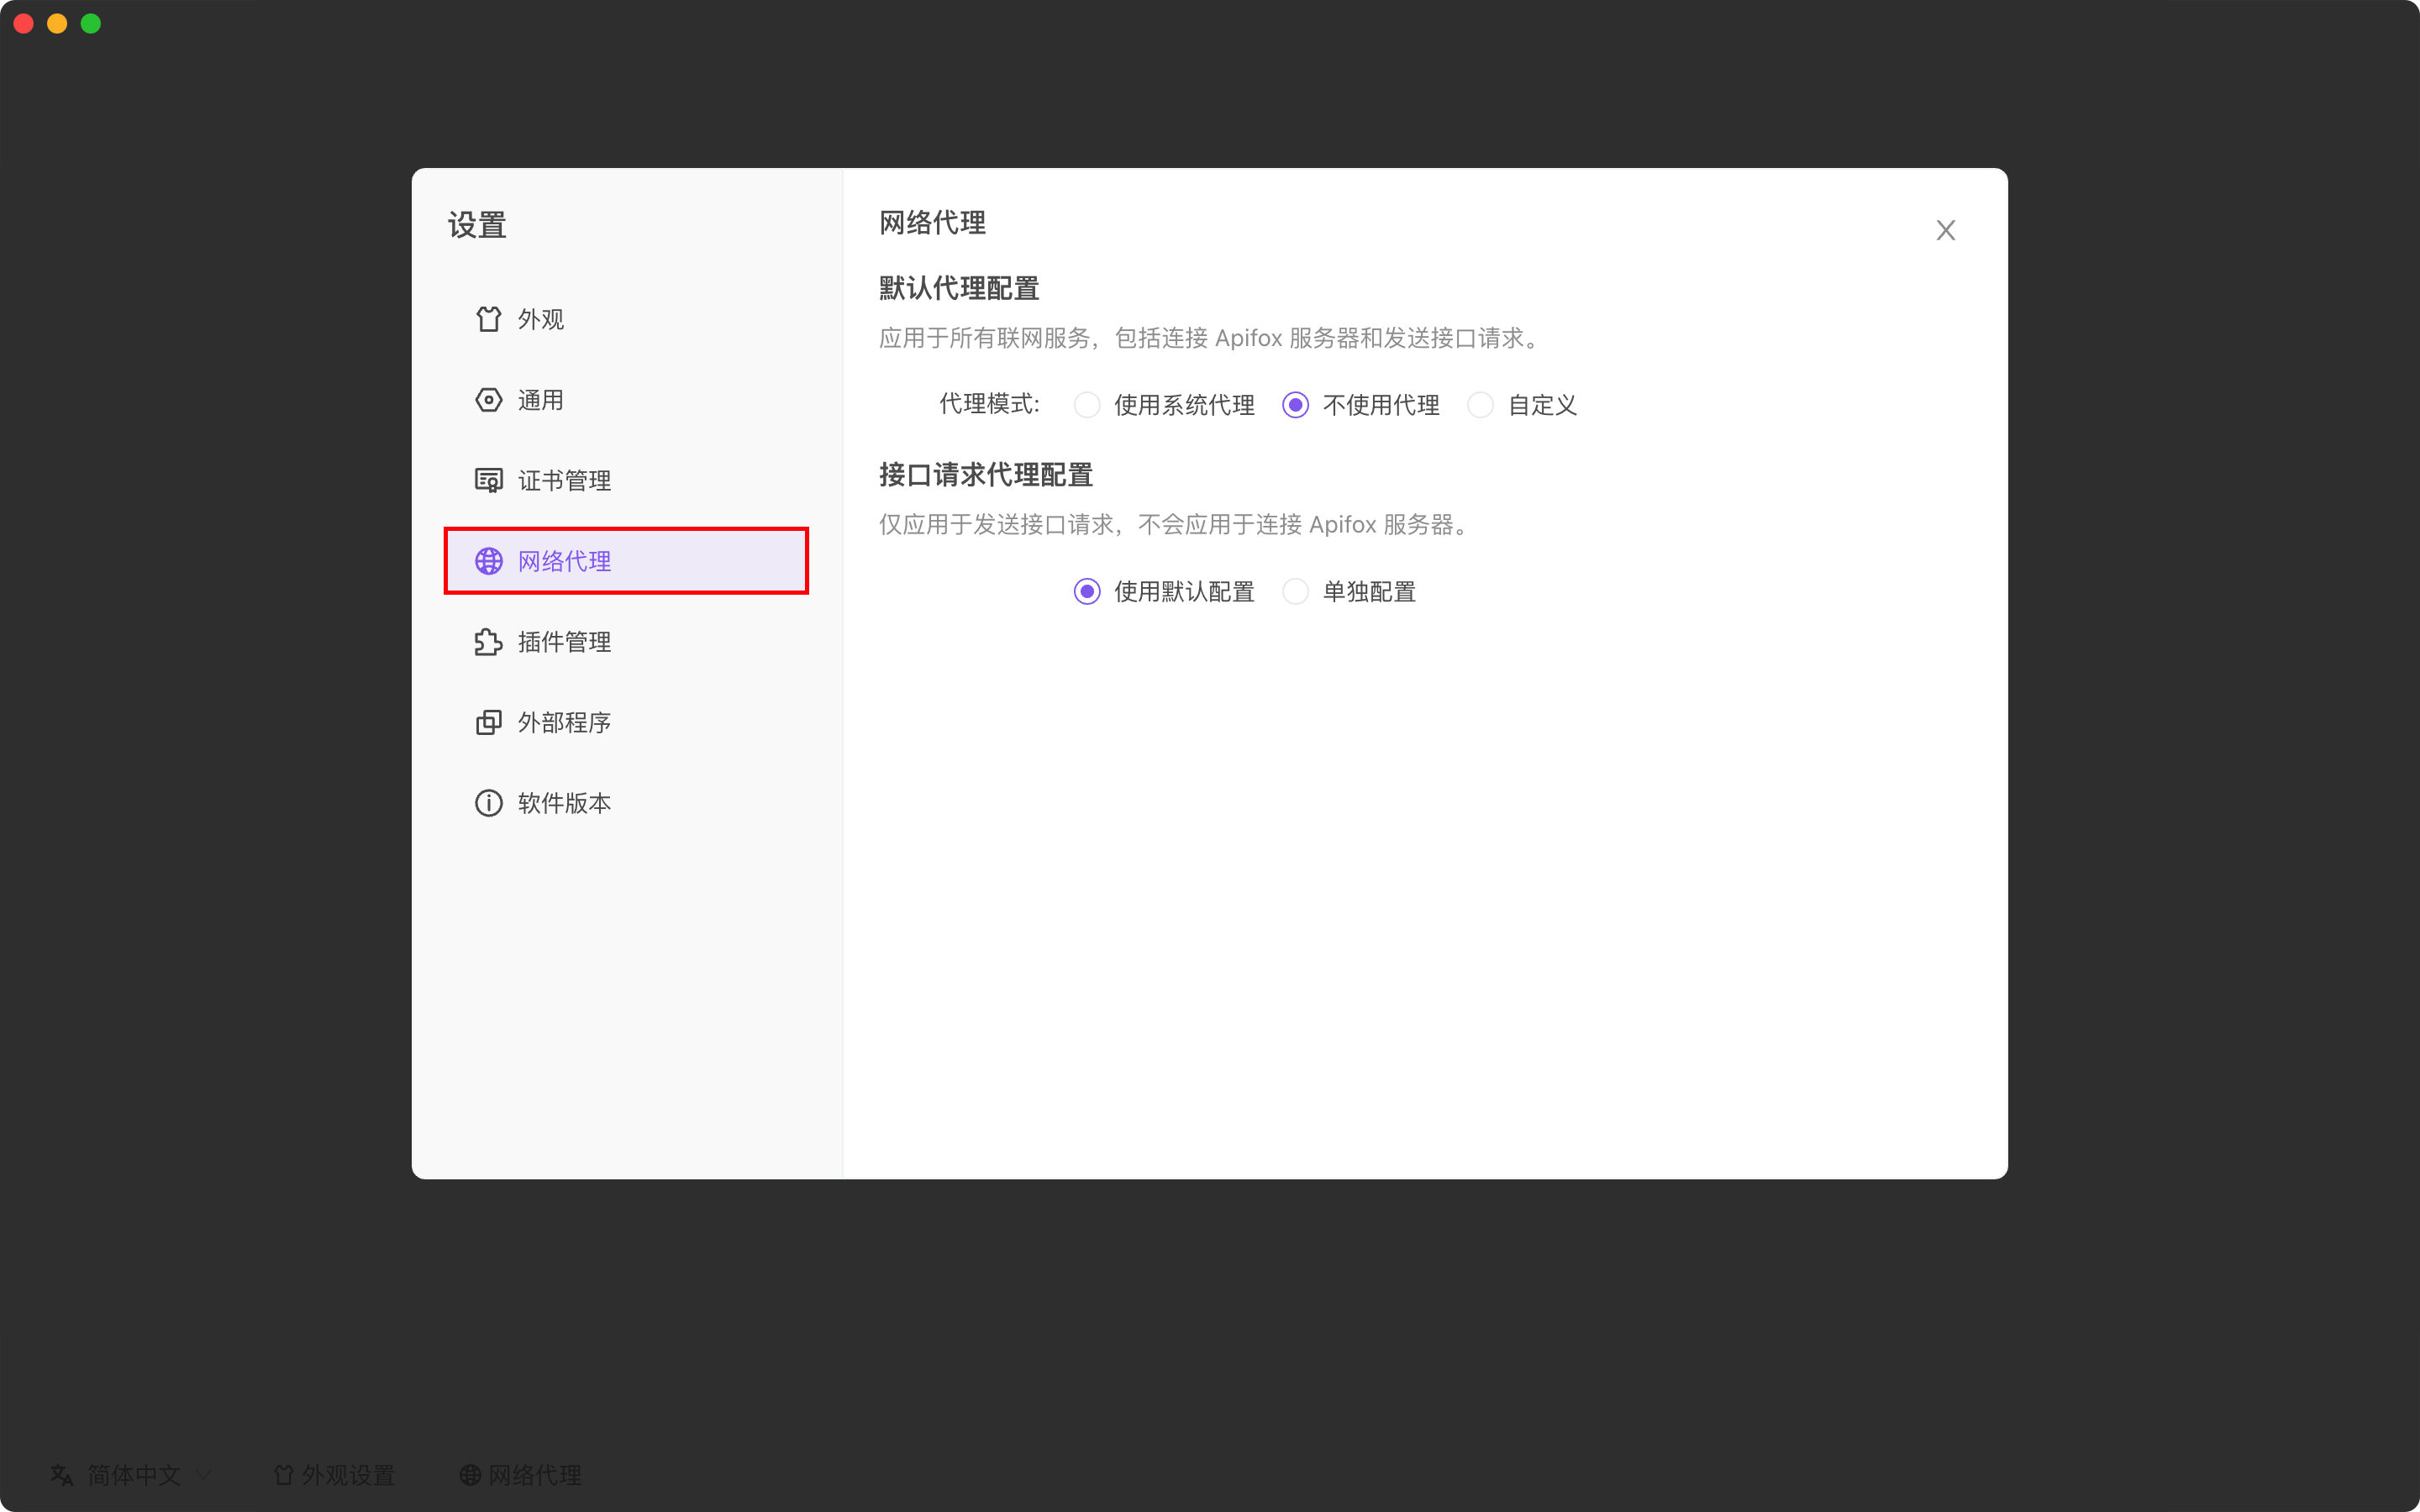 设置
外观
通用
证书管理
网络代理
插件管理
外部程序
软件版本
网络代理
默认代理配置
应用于所有联网服务，包括连接 Apifox 服务器和发送接口请求。
代理模式: 使用系统代理 不使用代理 自定义
接口请求代理配置
仅应用于发送接口请求，不会应用于连接 Apifox 服务器。
使用默认配置 单独配置
简体中文 外观设置 网络代理